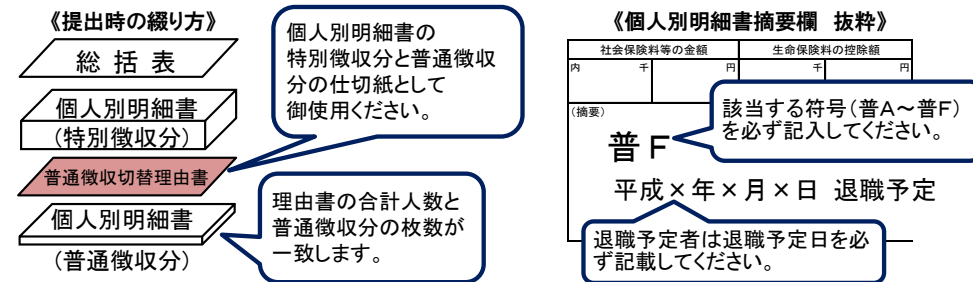 《提出時の綴り方》
総括表
個人別明細書
(特別徴収分)
普通徴収切替理由書
個人別明細書
(普通徴収分)
個人別明細書の
特別徴収分と普通徴収
分の仕切紙として
御使用ください。
理由書の合計人数と
普通徴収分の枚数が
一致します。
《個人別明細書摘要欄 抜粋》
社会保険料等の金額 生命保険料の控除額
内 千 円 千 円
(摘要)
普F
該当する符号(普A~普F)
を必ず記入してください。
平成×年×月×日 退職予定
退職予定者は退職予定日を必
ず記載してください。